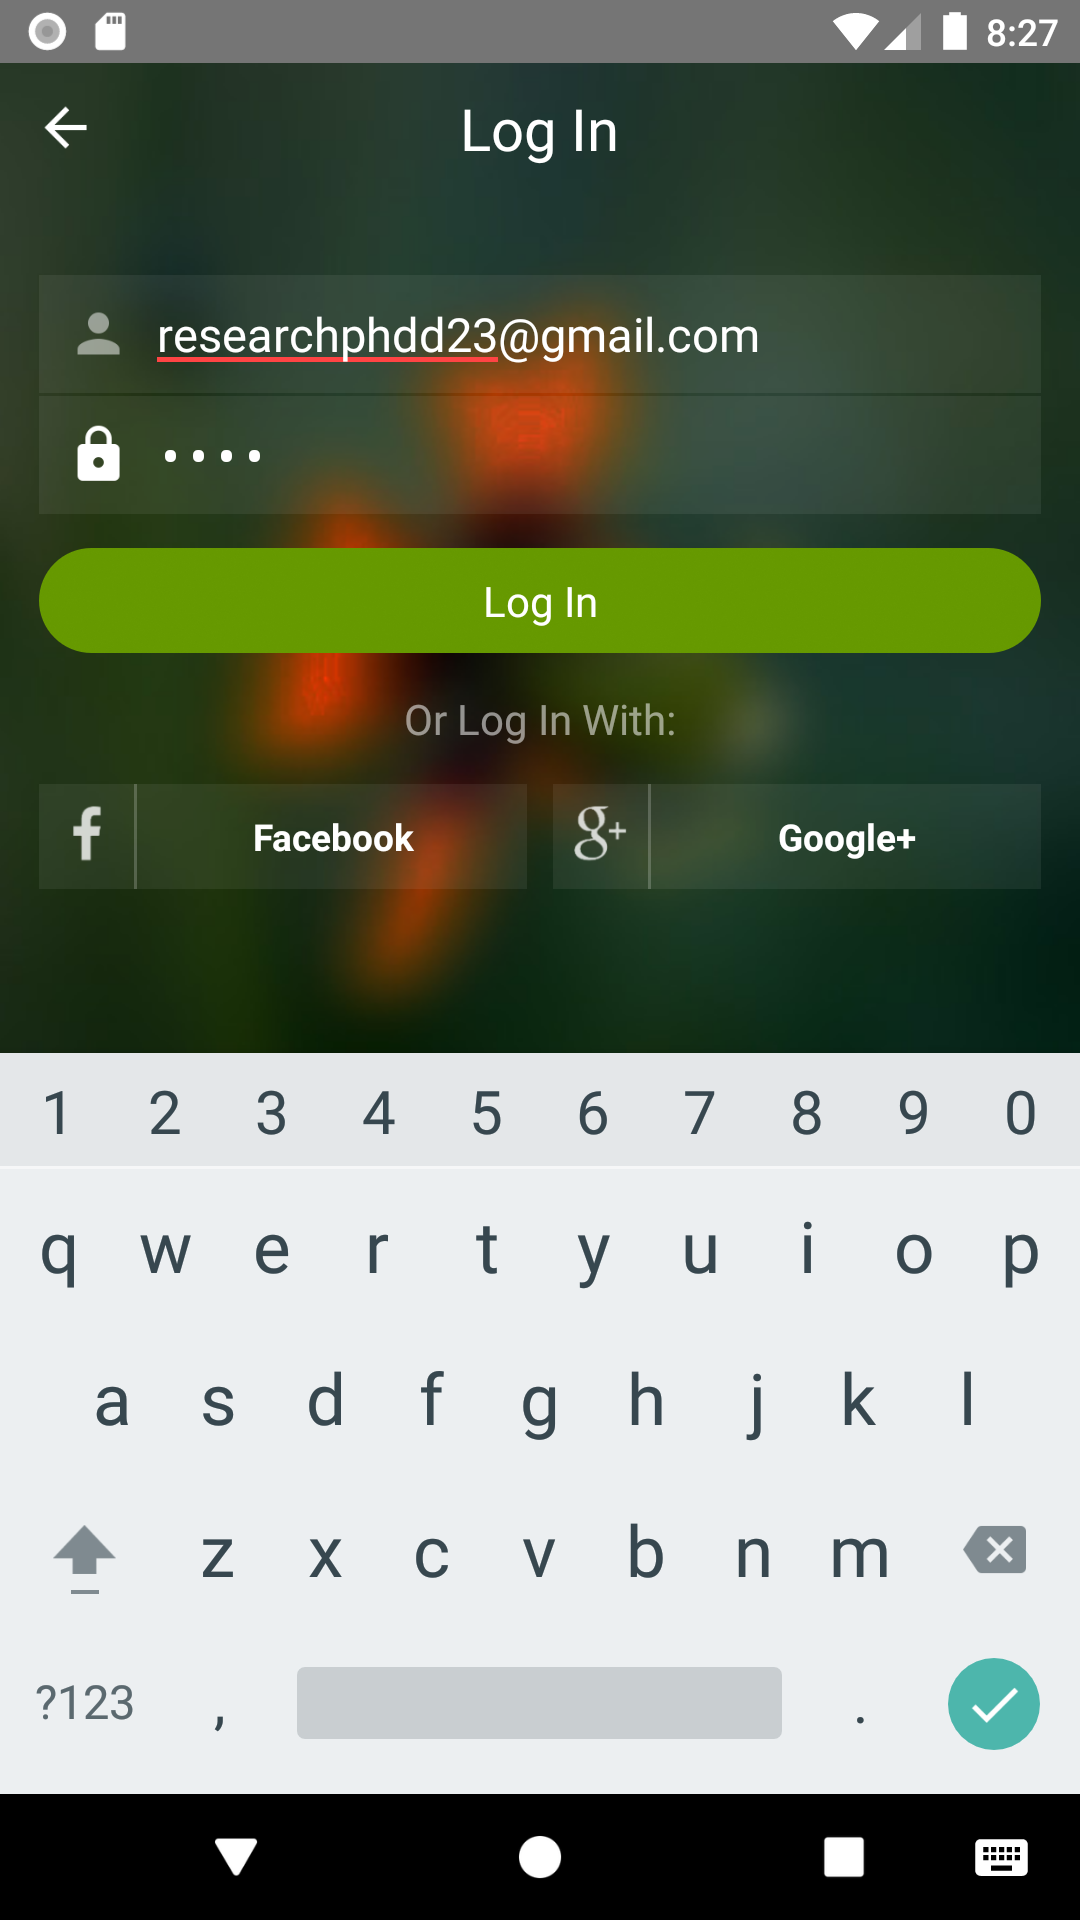 8:27
Log In
researchphdd23@gmail.com
••••
Log In
Or Log In With:
f Facebook g+ Google+
1 2 3 4 5 6 7 8 9 0
q w e r t y u i o p
a s d f g h j k l
z x c v b n m
?123 , .